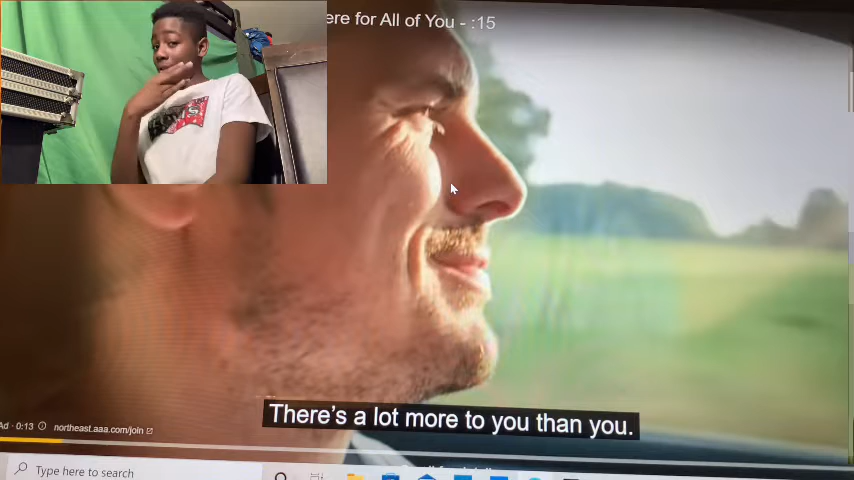 ere for All of You - :15
There's a lot more to you than you.
Ad · 0:13 northeast.aaa.com/join
Type here to search